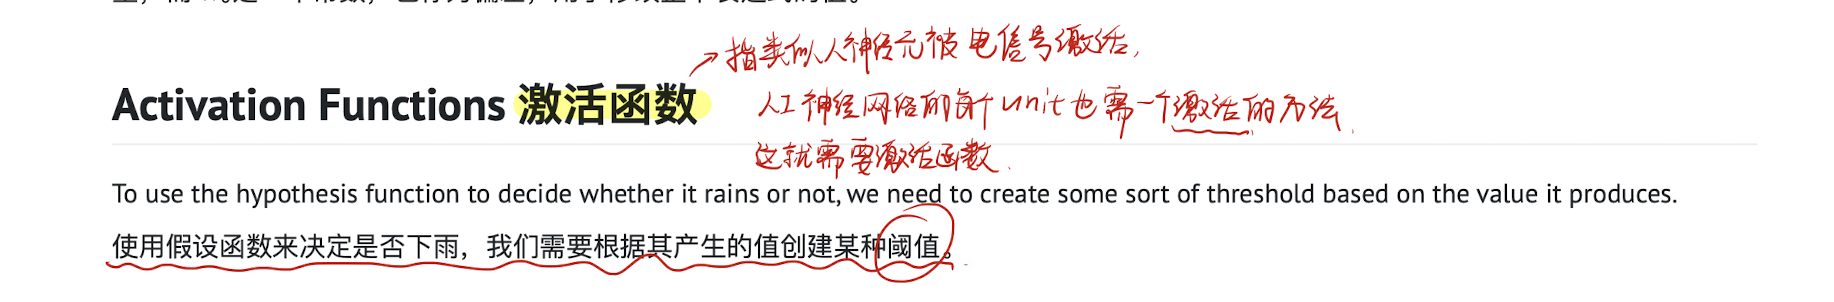 指类似人神经元被电信号激活,
Activation Functions 激活函数
人工神经网络的每个unit也需一个激活的方法.
这就需要激活函数.
To use the hypothesis function to decide whether it rains or not, we need to create some sort of threshold based on the value it produces.
使用假设函数来决定是否下雨，我们需要根据其产生的值创建某种阈值。